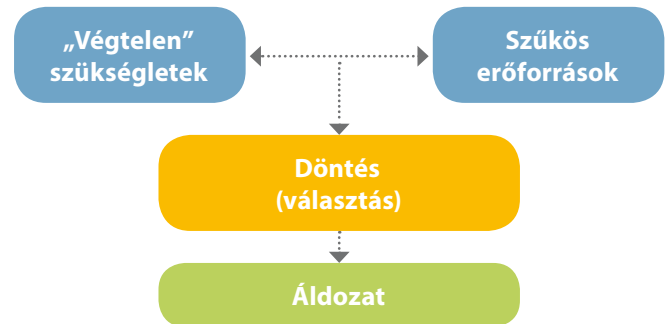 „Végtelen”
szükségletek
Szűkös
erőforrások
Döntés
(választás)
Áldozat